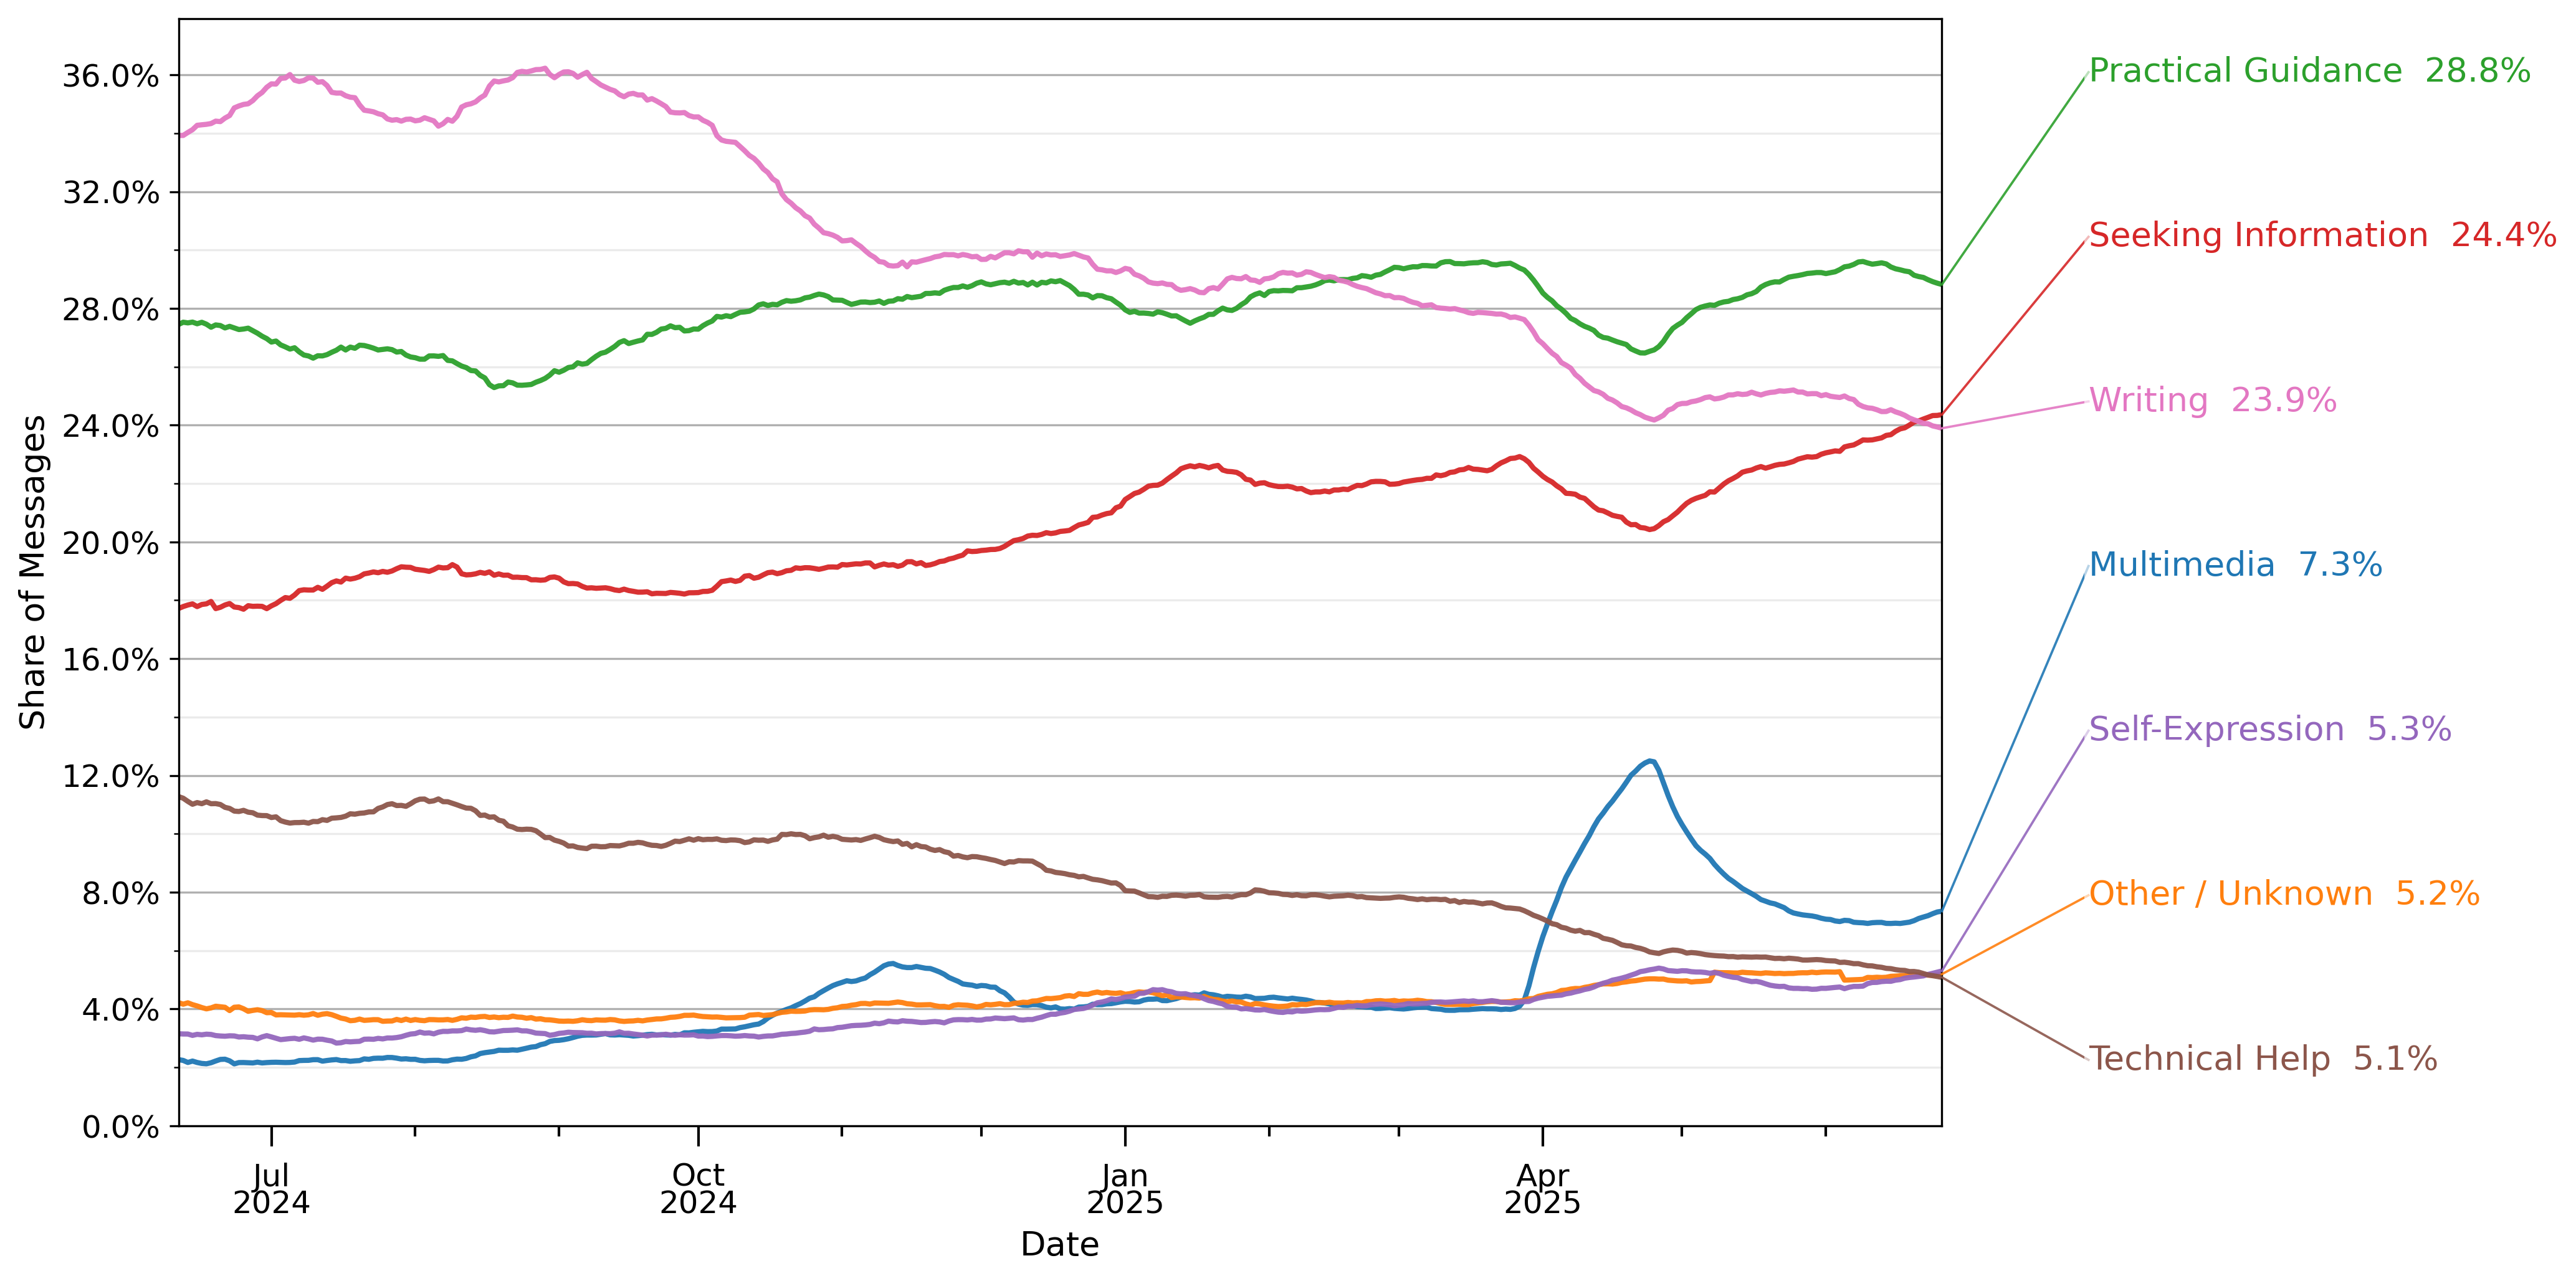 36.0%
32.0%
28.0%
24.0%
20.0%
16.0%
12.0%
8.0%
4.0%
0.0%
Share of Messages
Jul
2024
Oct
2024
Jan
2025
Apr
2025
Date
Practical Guidance 28.8%
Seeking Information 24.4%
Writing 23.9%
Multimedia 7.3%
Self-Expression 5.3%
Other / Unknown 5.2%
Technical Help 5.1%